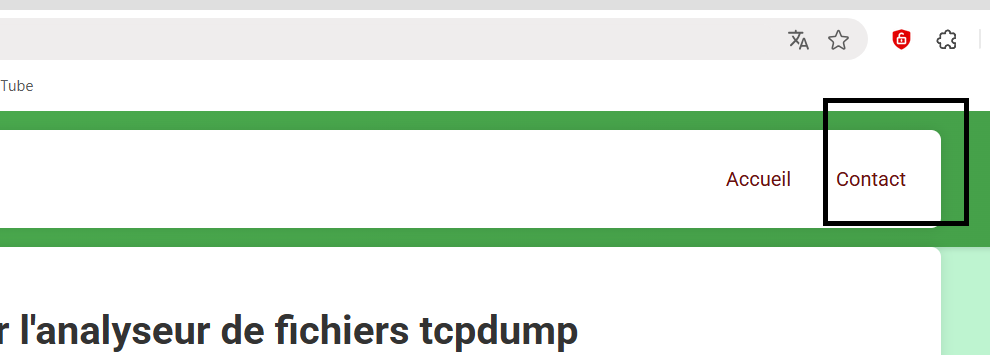 Tube
Accueil Contact
r l'analyseur de fichiers tcpdump